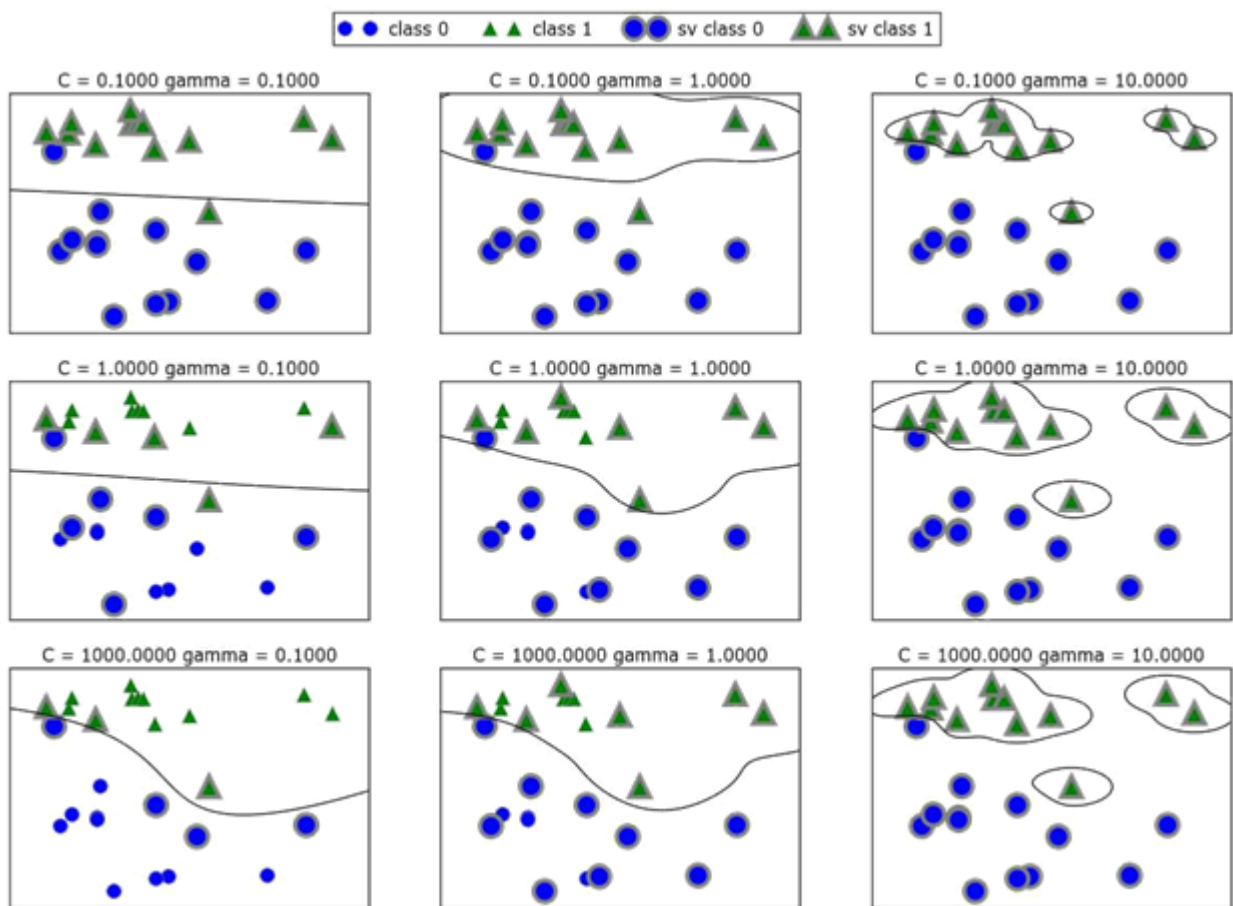 class 0 class 1 sv class 0 sv class 1
C = 0.1000 gamma = 0.1000
C = 0.1000 gamma = 1.0000
C = 0.1000 gamma = 10.0000
C = 1.0000 gamma = 0.1000
C = 1.0000 gamma = 1.0000
C = 1.0000 gamma = 10.0000
C = 1000.0000 gamma = 0.1000
C = 1000.0000 gamma = 1.0000
C = 1000.0000 gamma = 10.0000